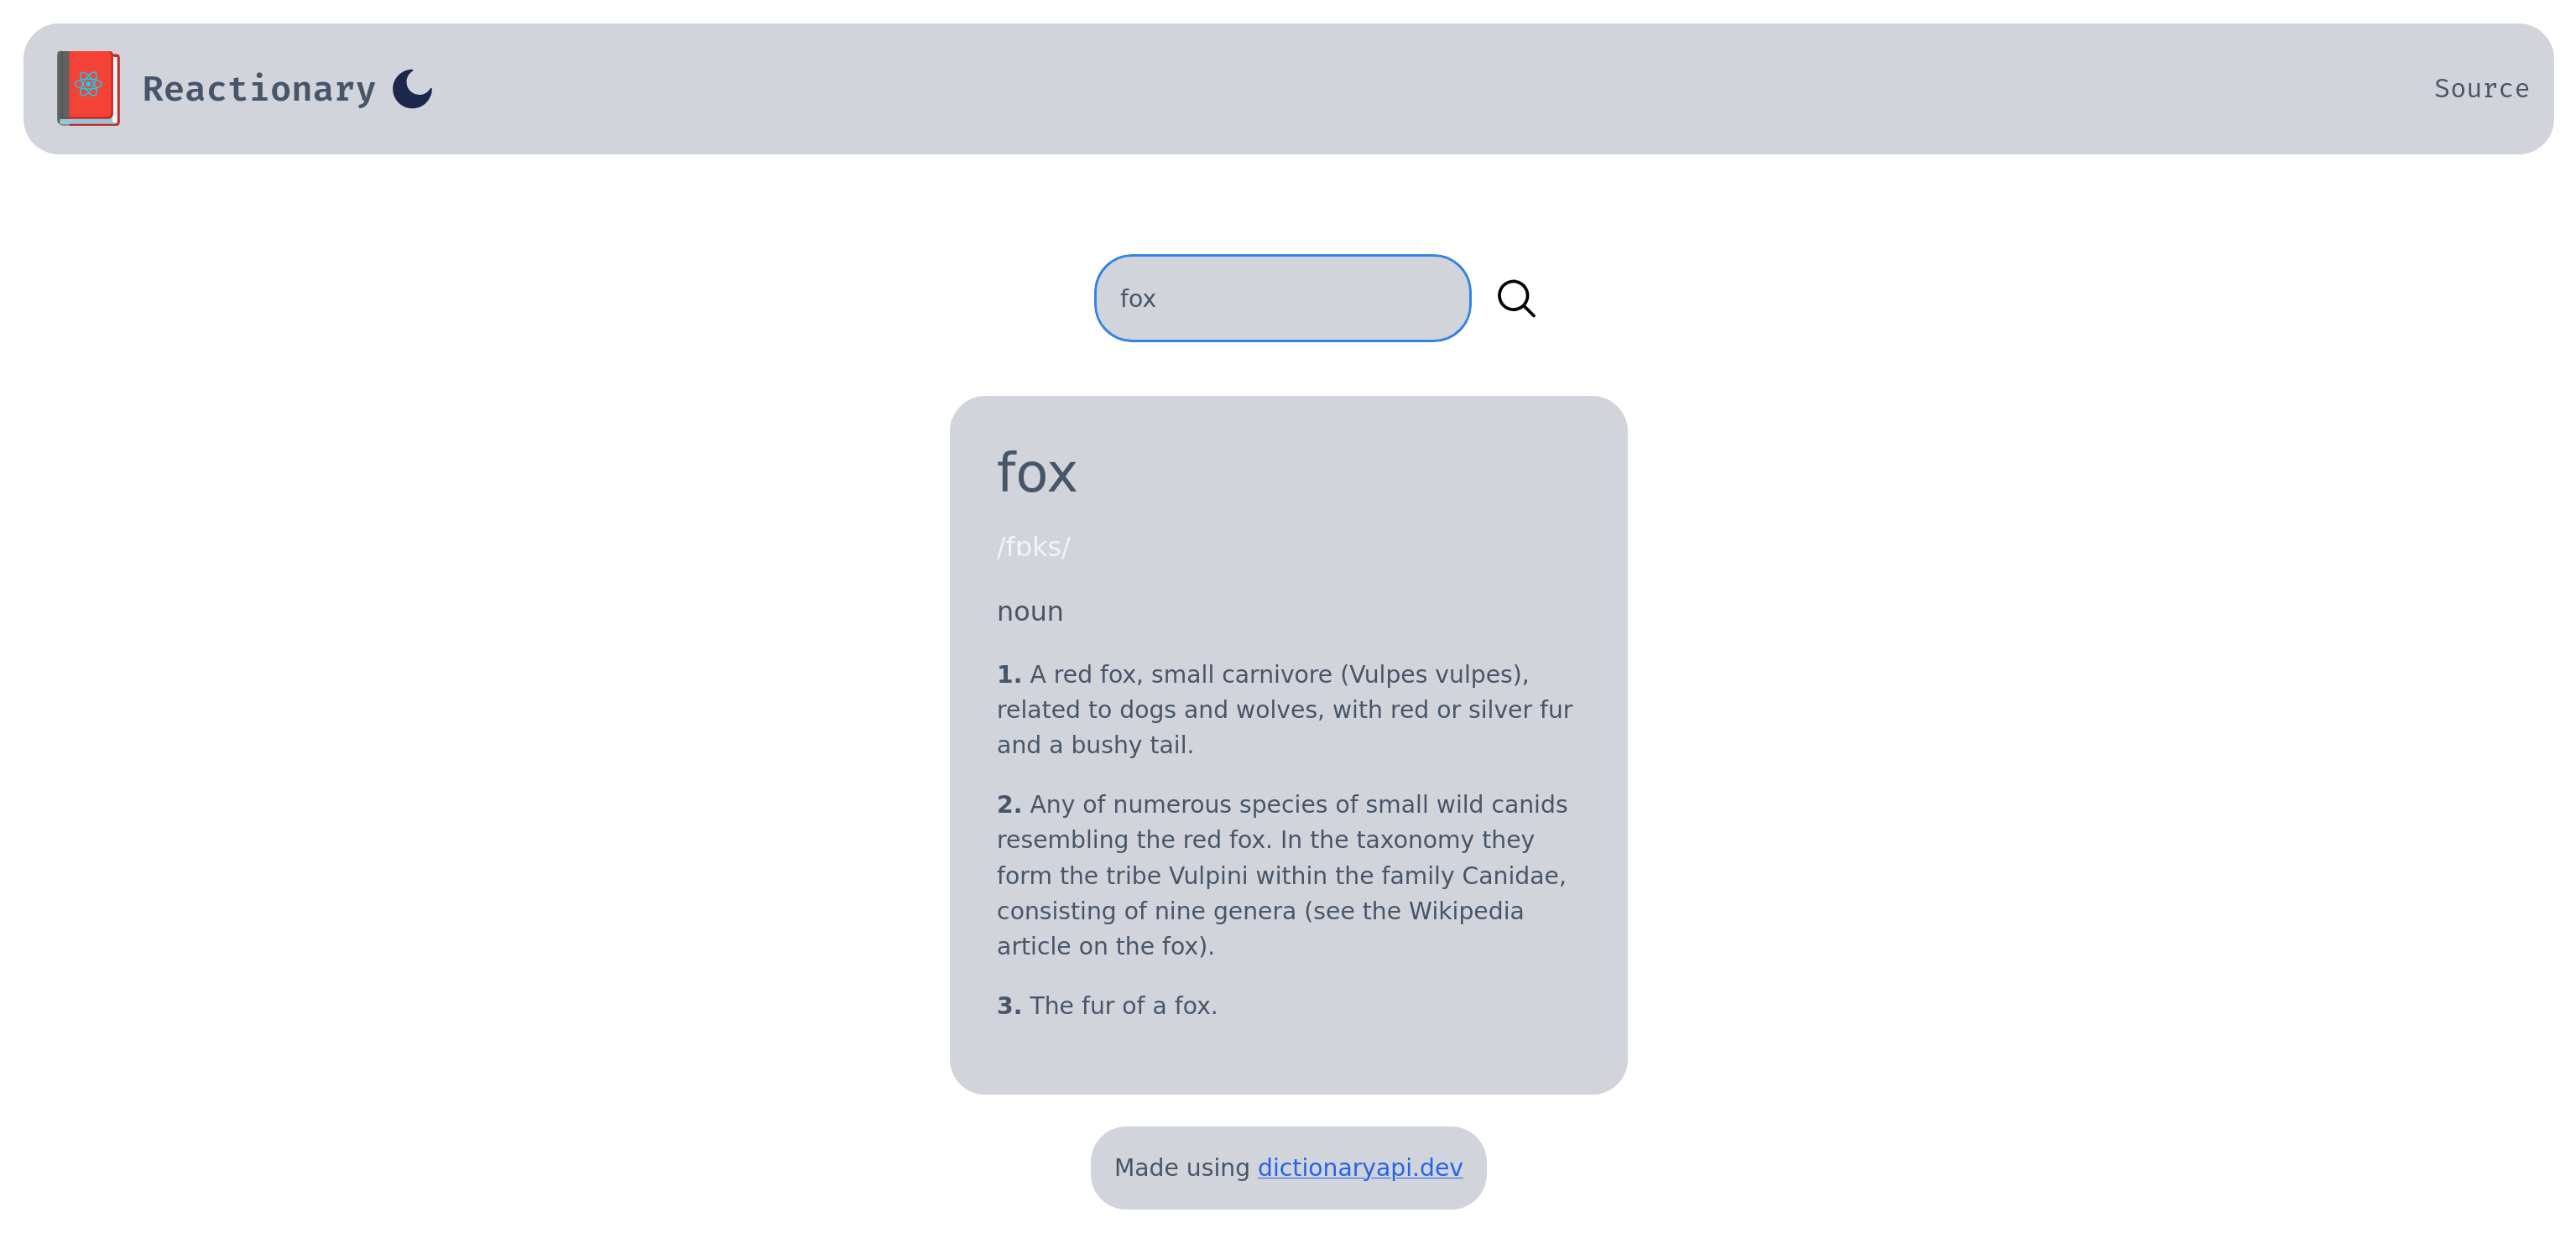 Reactionary
Source
fox
fox
/fɒks/
noun
1. A red fox, small carnivore (Vulpes vulpes),
related to dogs and wolves, with red or silver fur
and a bushy tail.
2. Any of numerous species of small wild canids
resembling the red fox. In the taxonomy they
form the tribe Vulpini within the family Canidae,
consisting of nine genera (see the Wikipedia
article on the fox).
3. The fur of a fox.
Made using dictionaryapi.dev